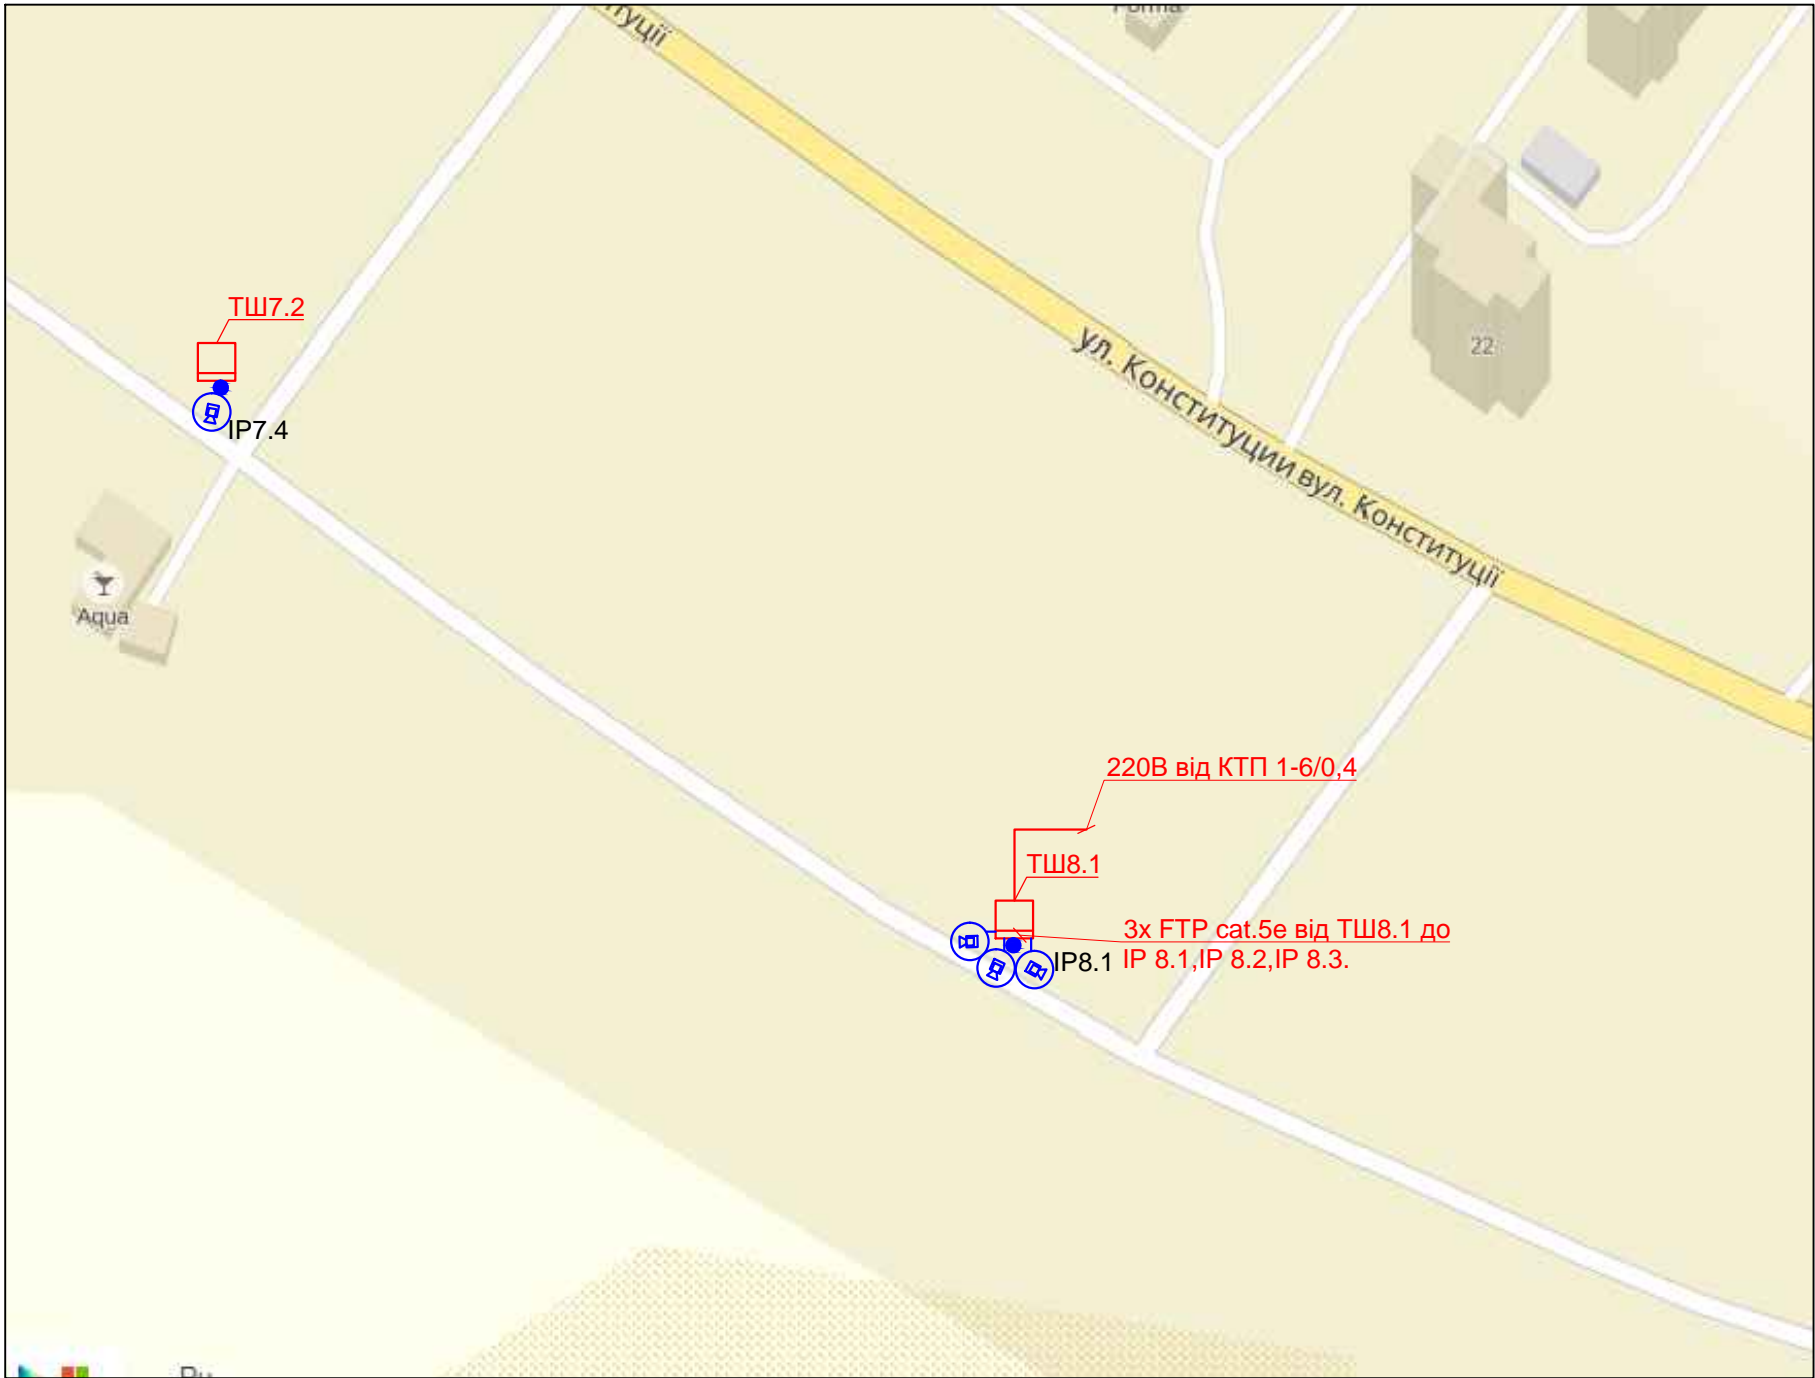 ТШ7.2
IP7.4
ул. Конституции вул. Конституції
22
Aqua
220В від КТП 1-6/0,4
ТШ8.1
3х FTP cat.5e від ТШ8.1 до
IP 8.1,IP 8.2,IP 8.3.
IP8.1